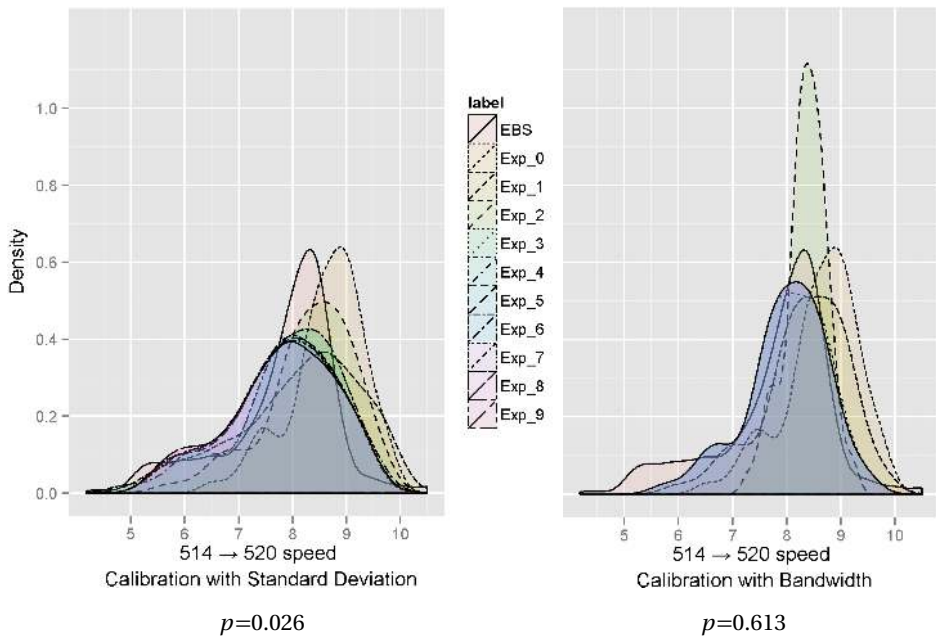 Density
1.0
0.8
0.6
0.4
0.2
0.0
5 6 7 8 9 10
514 → 520 speed
Calibration with Standard Deviation
p=0.026
label
EBS
Exp_0
Exp_1
Exp_2
Exp_3
Exp_4
Exp_5
Exp_6
Exp_7
Exp_8
Exp_9
5 6 7 8 9 10
514 → 520 speed
Calibration with Bandwidth
p=0.613